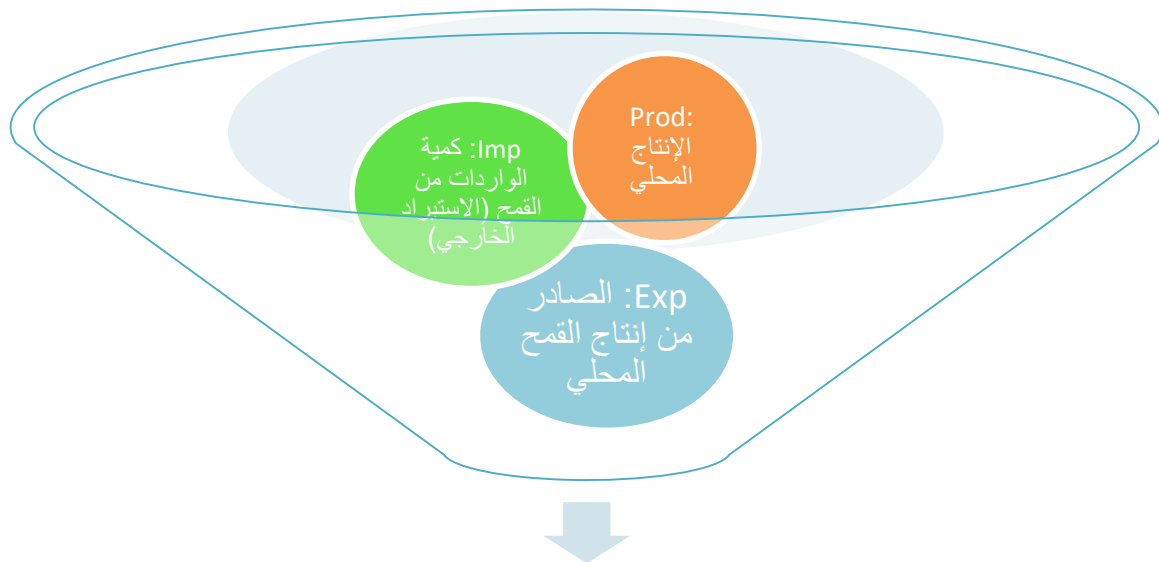 Prod:
الإنتاج
المحلي
Imp: كمية
الواردات من
القمح (الاستيراد
الخارجي)
Exp: الصادر
من إنتاج القمح
المحلي